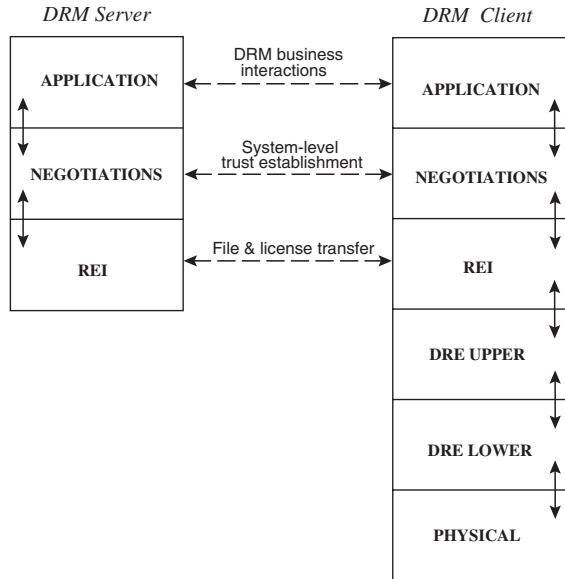 DRM Server
DRM Client
APPLICATION
DRM business
interactions
APPLICATION
NEGOTIATIONS
System-level
trust establishment
NEGOTIATIONS
REI
File & license transfer
REI
DRE UPPER
DRE LOWER
PHYSICAL